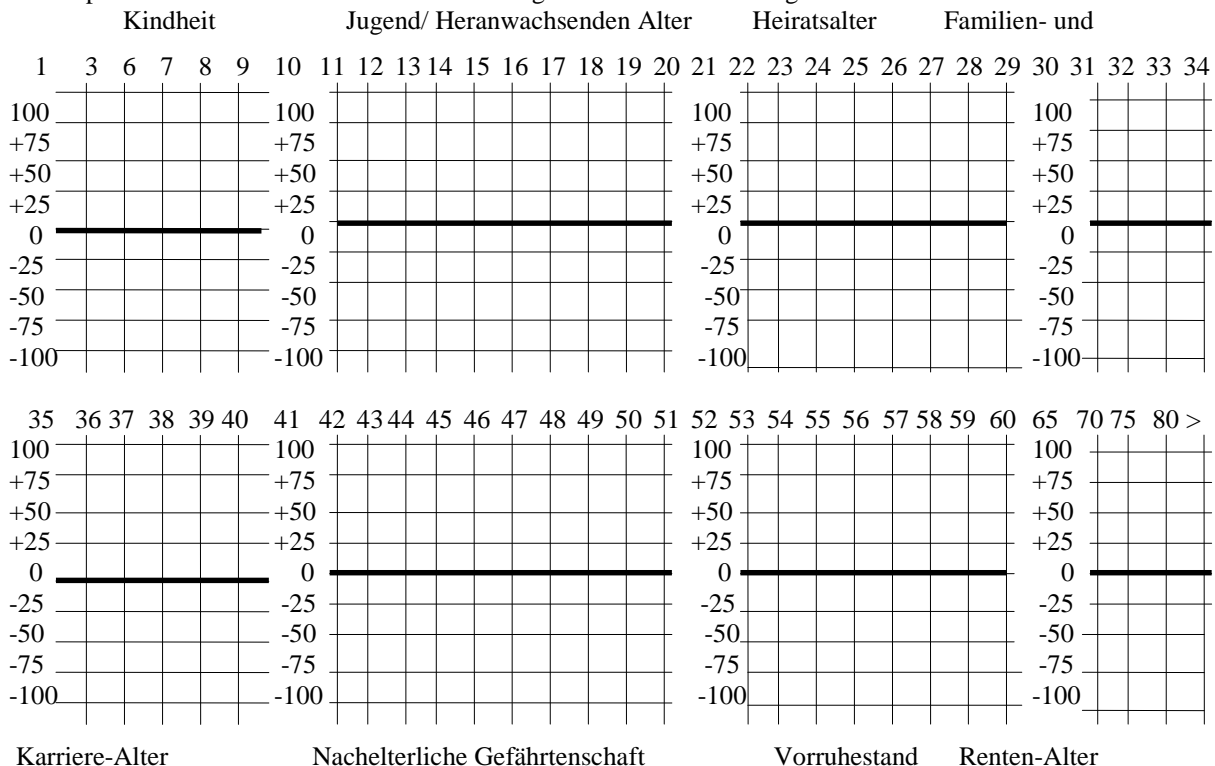 Kindheit Jugend/ Heranwachsenden Alter Heiratsalter Familien- und
1 3 6 7 8 9 10 11 12 13 14 15 16 17 18 19 20 21 22 23 24 25 26 27 28 29 30 31 32 33 34
100 100 100 100
+75 +75 +75 +75
+50 +50 +50 +50
+25 +25 +25 +25
0 0 0 0
-25 -25 -25 -25
-50 -50 -50 -50
-75 -75 -75 -75
-100 -100 -100 -100
35 36 37 38 39 40 41 42 43 44 45 46 47 48 49 50 51 52 53 54 55 56 57 58 59 60 65 70 75 80 >
100 100 100 100
+75 +75 +75 +75
+50 +50 +50 +50
+25 +25 +25 +25
0 0 0 0
-25 -25 -25 -25
-50 -50 -50 -50
-75 -75 -75 -75
-100 -100 -100 -100
Karriere-Alter Nachelterliche Gefährtenschaft Vorruhestand Renten-Alter